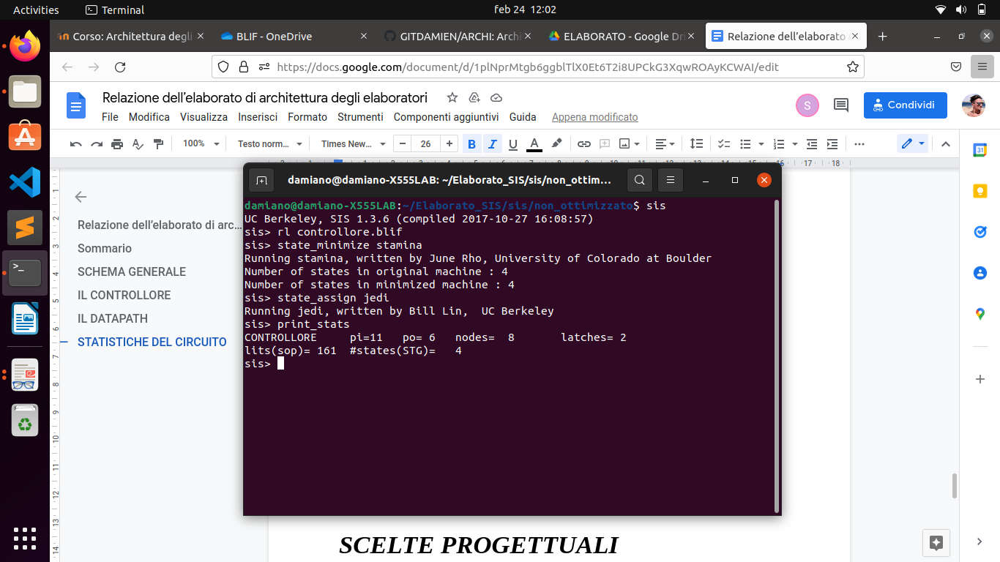 Activities Terminal feb 24 12:02
Corso: Architettura degli BLIF - OneDrive GITDAMIEN/ARCHI: Archi ELABORATO - Google Dri Relazione dell'elaborato
https://docs.google.com/document/d/1plNprMtgb6ggblTlX0Et6T2i8UPCkG3XqwROAyKCWAI/edit
Relazione dell'elaborato di architettura degli elaboratori
File Modifica Visualizza Inserisci Formato Strumenti Componenti aggiuntivi Guida Appena modificato
S Condividi
100% Testo norm... Times New... 26 B I U A
damiano@damiano-X555LAB: ~/Elaborato_SIS/sis/non_ottim...
damiano@damiano-X555LAB:~/Elaborato_SIS/sis/non_ottimizzato$ sis
UC Berkeley, SIS 1.3.6 (compiled 2017-10-27 16:08:57)
sis> rl controllore.blif
sis> state_minimize stamina
Running stamina, written by June Rho, University of Colorado at Boulder
Number of states in original machine : 4
Number of states in minimized machine : 4
sis> state_assign jedi
Running jedi, written by Bill Lin, UC Berkeley
sis> print_stats
CONTROLLORE pi=11 po= 6 nodes= 8 latches= 2
lits(sop)= 161 #states(STG)= 4
sis>
Relazione dell'elaborato di arc...
Sommario
SCHEMA GENERALE
IL CONTROLLORE
IL DATAPATH
STATISTICHE DEL CIRCUITO
SCELTE PROGETTUALI